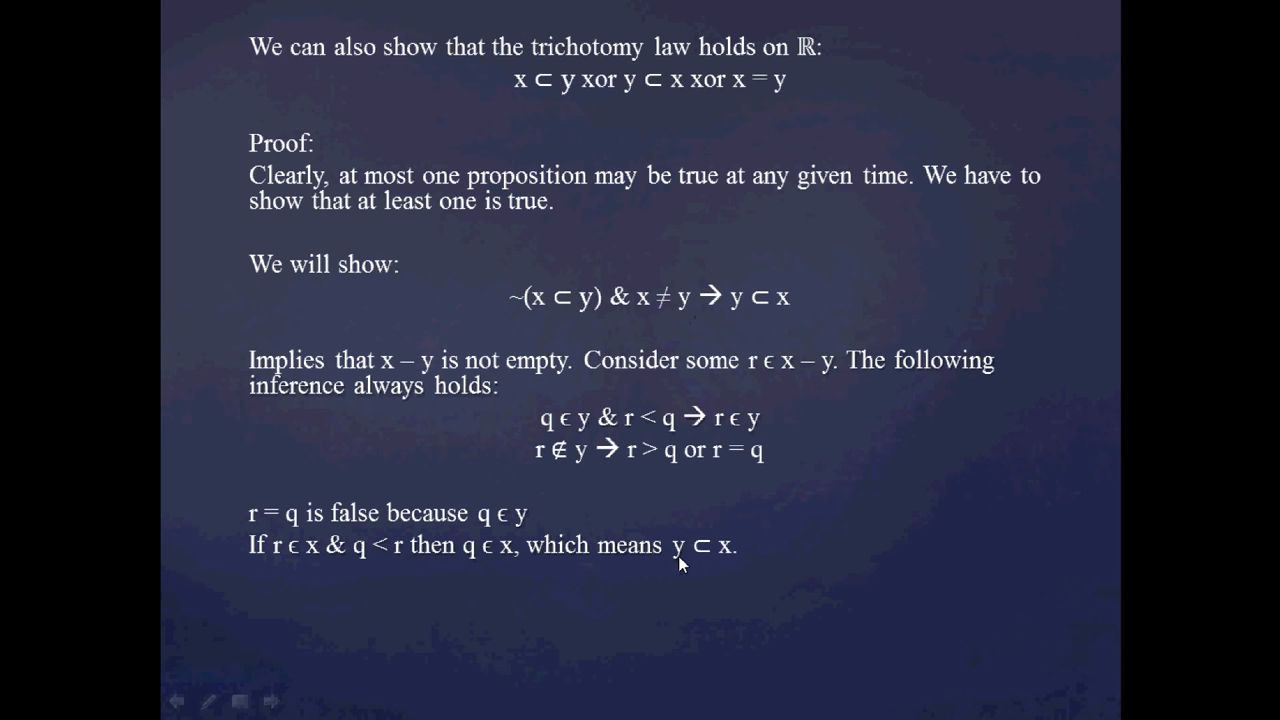 We can also show that the trichotomy law holds on ℝ:
x ⊂ y xor y ⊂ x xor x = y
Proof:
Clearly, at most one proposition may be true at any given time. We have to
show that at least one is true.
We will show:
~(x ⊂ y) & x ≠ y → y ⊂ x
Implies that x – y is not empty. Consider some r ϵ x – y. The following
inference always holds:
q ϵ y & r < q → r ϵ y
r ∉ y → r > q or r = q
r = q is false because q ϵ y
If r ϵ x & q < r then q ϵ x, which means y ⊂ x.